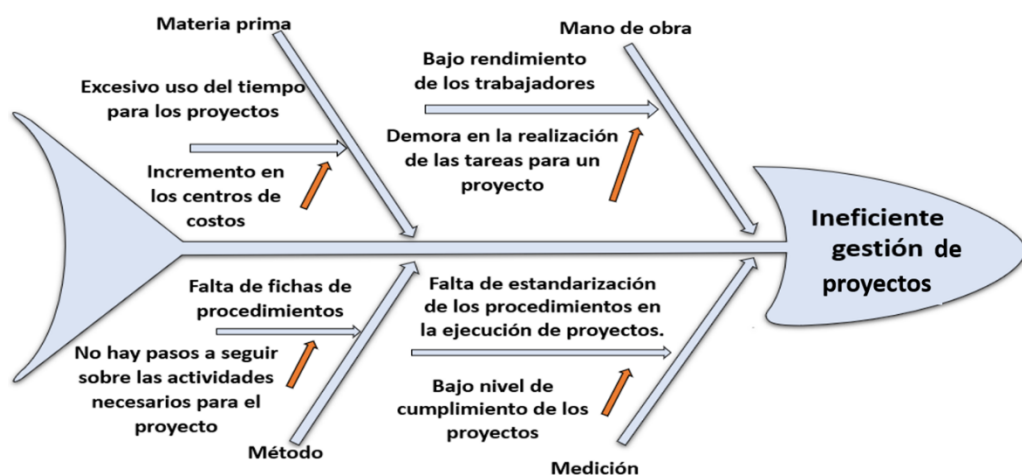 Materia prima
Excesivo uso del tiempo
para los proyectos
Incremento en
los centros de
costos
Mano de obra
Bajo rendimiento
de los trabajadores
Demora en la realización
de las tareas para un
proyecto
Ineficiente
gestión de
proyectos
Falta de fichas de
procedimientos
No hay pasos a seguir
sobre las actividades
necesarios para el
proyecto
Método
Falta de estandarización
de los procedimientos en
la ejecución de proyectos.
Bajo nivel de
cumplimiento de los
proyectos
Medición